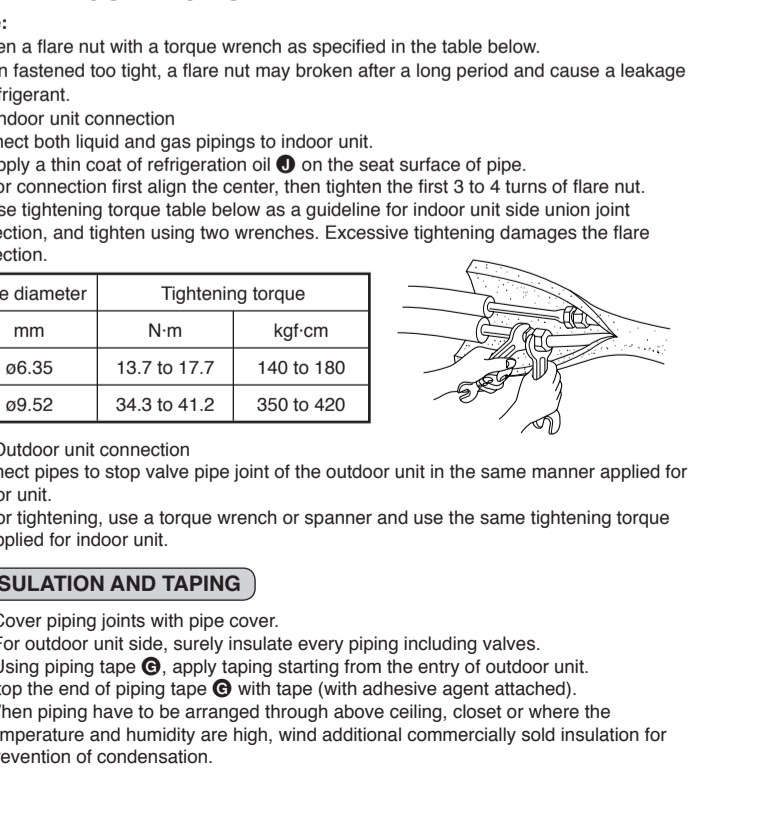 e:
en a flare nut with a torque wrench as specified in the table below.
n fastened too tight, a flare nut may broken after a long period and cause a leakage
frigerant.
ndoor unit connection
nect both liquid and gas pipings to indoor unit.
pply a thin coat of refrigeration oil J on the seat surface of pipe.
or connection first align the center, then tighten the first 3 to 4 turns of flare nut.
se tightening torque table below as a guideline for indoor unit side union joint
ection, and tighten using two wrenches. Excessive tightening damages the flare
ection.
e diameter Tightening torque
mm N·m kgf·cm
ø6.35 13.7 to 17.7 140 to 180
ø9.52 34.3 to 41.2 350 to 420
Outdoor unit connection
nect pipes to stop valve pipe joint of the outdoor unit in the same manner applied for
or unit.
or tightening, use a torque wrench or spanner and use the same tightening torque
pplied for indoor unit.
SULATION AND TAPING
Cover piping joints with pipe cover.
For outdoor unit side, surely insulate every piping including valves.
Using piping tape G, apply taping starting from the entry of outdoor unit.
top the end of piping tape G with tape (with adhesive agent attached).
When piping have to be arranged through above ceiling, closet or where the
mperature and humidity are high, wind additional commercially sold insulation for
evention of condensation.